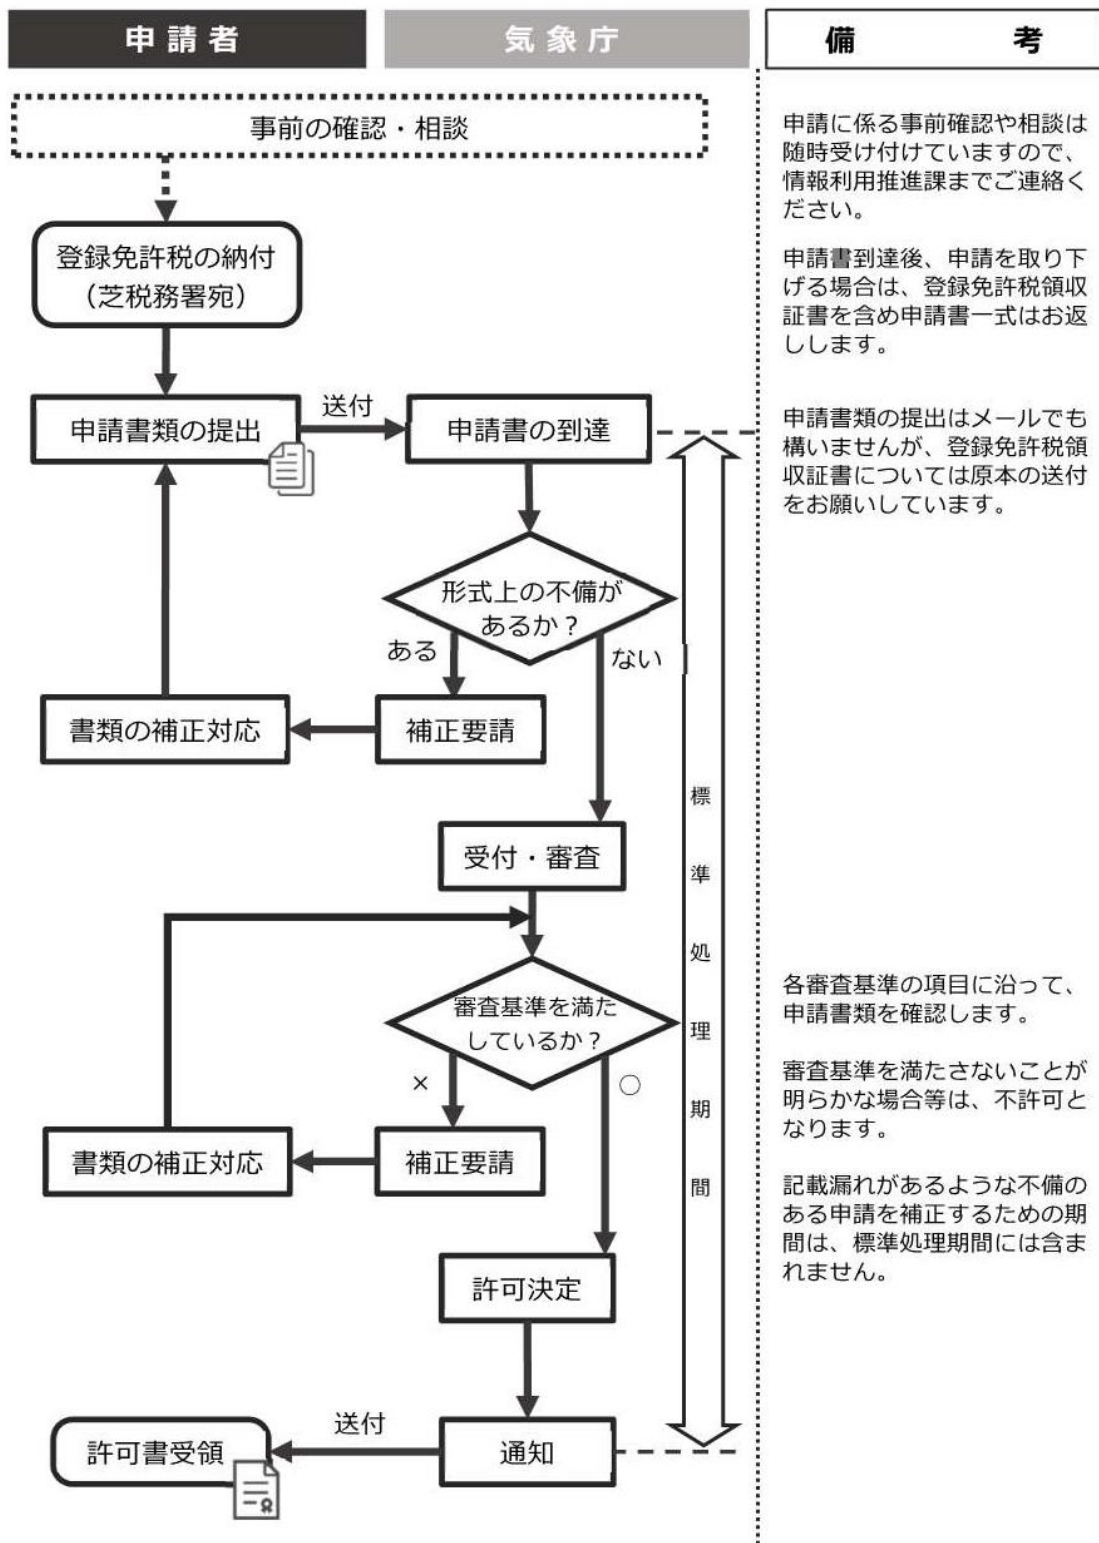 申請者
気象庁
備考
事前の確認・相談
申請に係る事前確認や相談は
随時受け付けていますので、
情報利用推進課までご連絡く
ださい。
登録免許税の納付
（芝税務署宛）
申請書到達後、申請を取り下
げる場合は、登録免許税領収
証書を含め申請書一式はお返
しします。
申請書類の提出
送付
申請書の到達
申請書類の提出はメールでも
構いませんが、登録免許税領
収証書については原本の送付
をお願いしています。
形式上の不備が
あるか？
ある
ない
書類の補正対応
補正要請
標準処理期間
受付・審査
審査基準を満た
しているか？
×
○
各審査基準の項目に沿って、
申請書類を確認します。
審査基準を満たさないことが
明らかな場合等は、不許可と
なります。
書類の補正対応
補正要請
記載漏れがあるような不備の
ある申請を補正するための期
間は、標準処理期間には含ま
れません。
許可決定
許可書受領
送付
通知